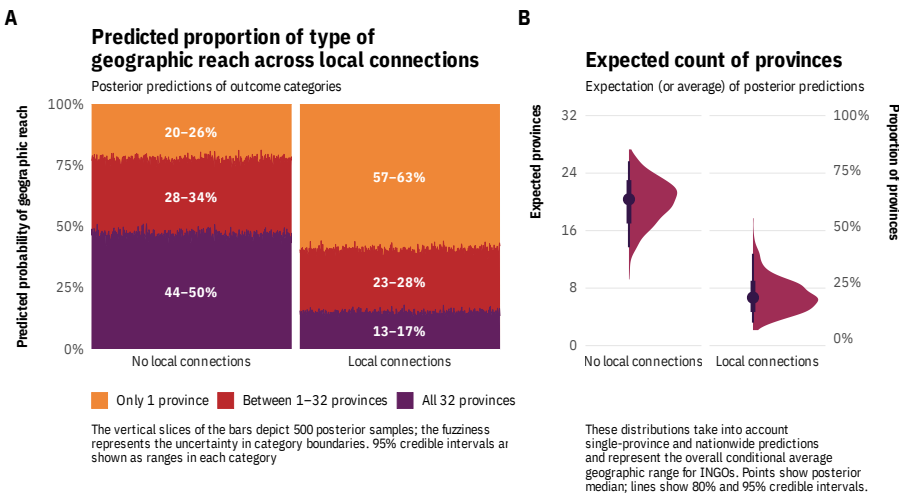 A
Predicted proportion of type of
geographic reach across local connections
Posterior predictions of outcome categories
Predicted probability of geographic reach
100%
75%
50%
25%
0%
20–26%
28–34%
44–50%
57–63%
23–28%
13–17%
No local connections
Local connections
Only 1 province
Between 1–32 provinces
All 32 provinces
The vertical slices of the bars depict 500 posterior samples; the fuzziness
represents the uncertainty in category boundaries. 95% credible intervals ar
shown as ranges in each category
B
Expected count of provinces
Expectation (or average) of posterior predictions
Expected provinces
32
24
16
8
0
100%
75%
50%
25%
0%
Proportion of provinces
No local connections
Local connections
These distributions take into account
single-province and nationwide predictions
and represent the overall conditional average
geographic range for INGOs. Points show posterior
median; lines show 80% and 95% credible intervals.